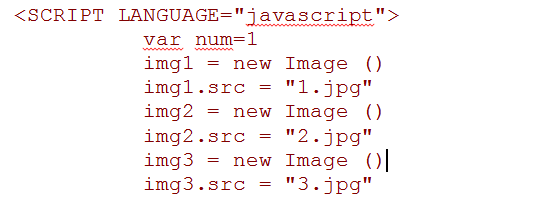 <SCRIPT LANGUAGE="javascript">
var num=1
img1 = new Image ()
img1.src = "1.jpg"
img2 = new Image ()
img2.src = "2.jpg"
img3 = new Image ()
img3.src = "3.jpg"